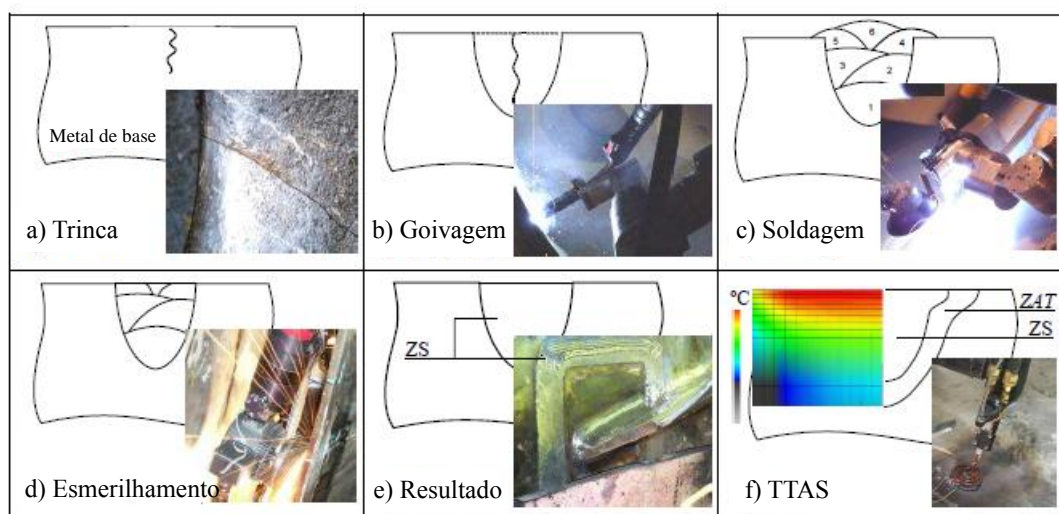 Metal de base
a) Trinca
b) Goivagem
6
5
4
3
2
1
c) Soldagem
d) Esmerilhamento
ZS
e) Resultado
°C
ZAT
ZS
f) TTAS